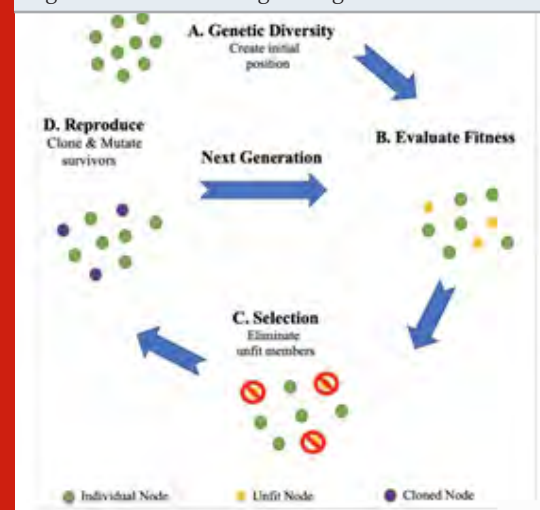 A. Genetic Diversity
Create initial
position
D. Reproduce
Clone & Mutate
survivors
Next Generation
B. Evaluate Fitness
C. Selection
Eliminate
unfit members
Individual Node
Unfit Node
Cloned Node